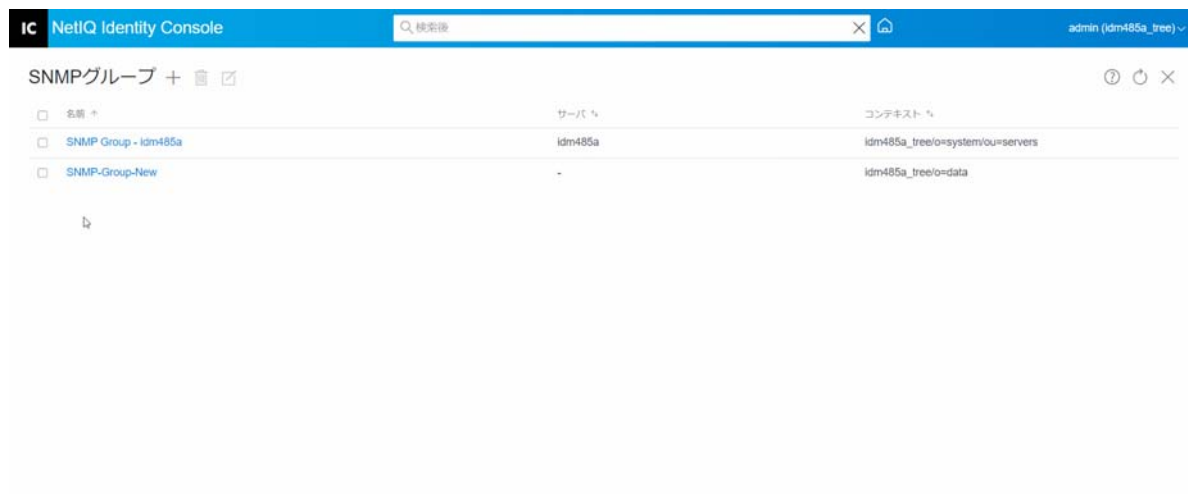 IC NetIQ Identity Console 検索後 admin (idm485a_tree)
SNMPグループ
名前 サーバ コンテキスト
SNMP Group - idm485a idm485a idm485a_tree/o=system/ou=servers
SNMP-Group-New - idm485a_tree/o=data